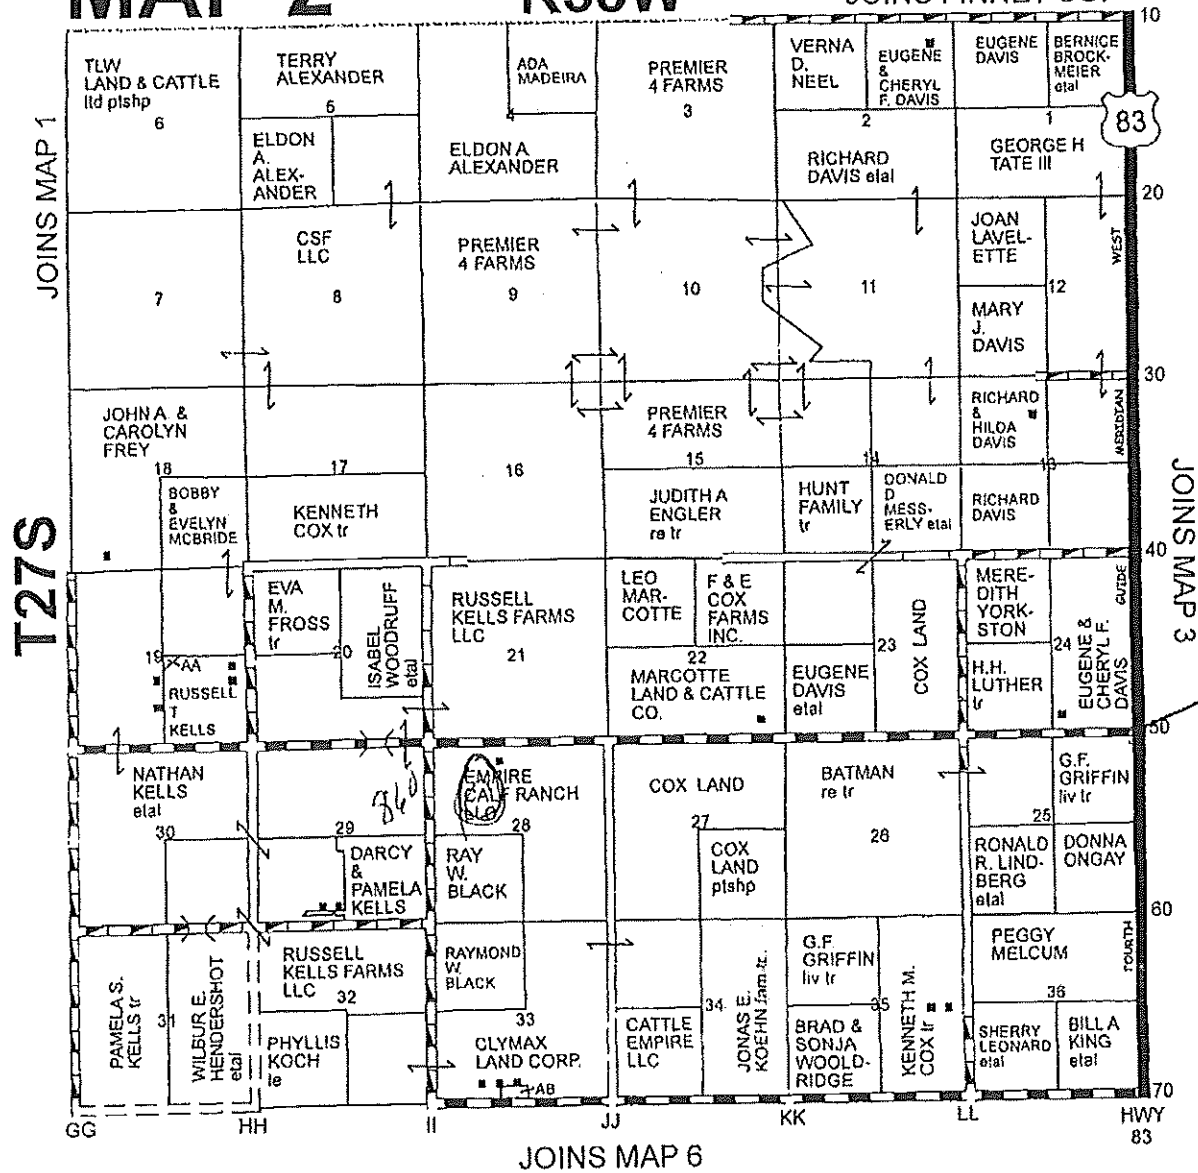 MAP 2
R33W
10
TLW
LAND & CATTLE
ltd ptshp
6
TERRY
ALEXANDER
5
ADA
MADEIRA
4
PREMIER
4 FARMS
3
VERNA
D.
NEEL
EUGENE
&
CHERYL
F. DAVIS
2
EUGENE
DAVIS
BERNICE
BROCK-
MEIER
etal
1
83
JOINS MAP 1
ELDON
A.
ALEX-
ANDER
ELDON A
ALEXANDER
RICHARD
DAVIS etal
GEORGE H
TATE III
20
7
CSF
LLC
8
PREMIER
4 FARMS
9
10
11
JOAN
LAVEL-
ETTE
WEST
12
MARY
J.
DAVIS
30
JOHN A. &
CAROLYN
FREY
18
17
16
PREMIER
4 FARMS
15
14
RICHARD
&
HILDA
DAVIS
MERIDIAN
13
T27S
BOBBY
&
EVELYN
MCBRIDE
KENNETH
COX tr
JUDITH A
ENGLER
re tr
HUNT
FAMILY
tr
DONALD
D
MESS-
ERLY etal
RICHARD
DAVIS
JOINS MAP 3
40
19
AA
RUSSELL
T
KELLS
EVA
M.
FROSS
tr
20
ISABEL
WOODRUFF
etal
RUSSELL
KELLS FARMS
LLC
21
LEO
MAR-
COTTE
F & E
COX
FARMS
INC.
22
MARCOTTE
LAND & CATTLE
CO.
EUGENE
DAVIS
etal
23
COX LAND
MERE-
DITH
YORK-
STON
GUIDE
24
H.H.
LUTHER
tr
EUGENE &
CHERYL F.
DAVIS
50
NATHAN
KELLS
etal
30
29
DARCY
&
PAMELA
KELLS
EMPIRE
CALF RANCH
LLC
28
RAY
W.
BLACK
COX LAND
27
COX
LAND
ptshp
BATMAN
re tr
26
G.F.
GRIFFIN
liv tr
25
RONALD
R. LIND-
BERG
etal
DONNA
ONGAY
60
PAMELA S.
KELLS tr
31
WILBUR E.
HENDERSHOT
etal
RUSSELL
KELLS FARMS
LLC
32
PHYLLIS
KOCH
le
RAYMOND
W.
BLACK
33
CLYMAX
LAND CORP.
AB
34
CATTLE
EMPIRE
LLC
JONAS E.
KOEHN fam tr.
G.F.
GRIFFIN
liv tr
35
BRAD &
SONJA
WOOLD-
RIDGE
KENNETH M.
COX tr
PEGGY
MELCUM
FOURTH
36
SHERRY
LEONARD
etal
BILL A
KING
etal
70
GG
HH
II
JJ
KK
LL
HWY
83
JOINS MAP 6